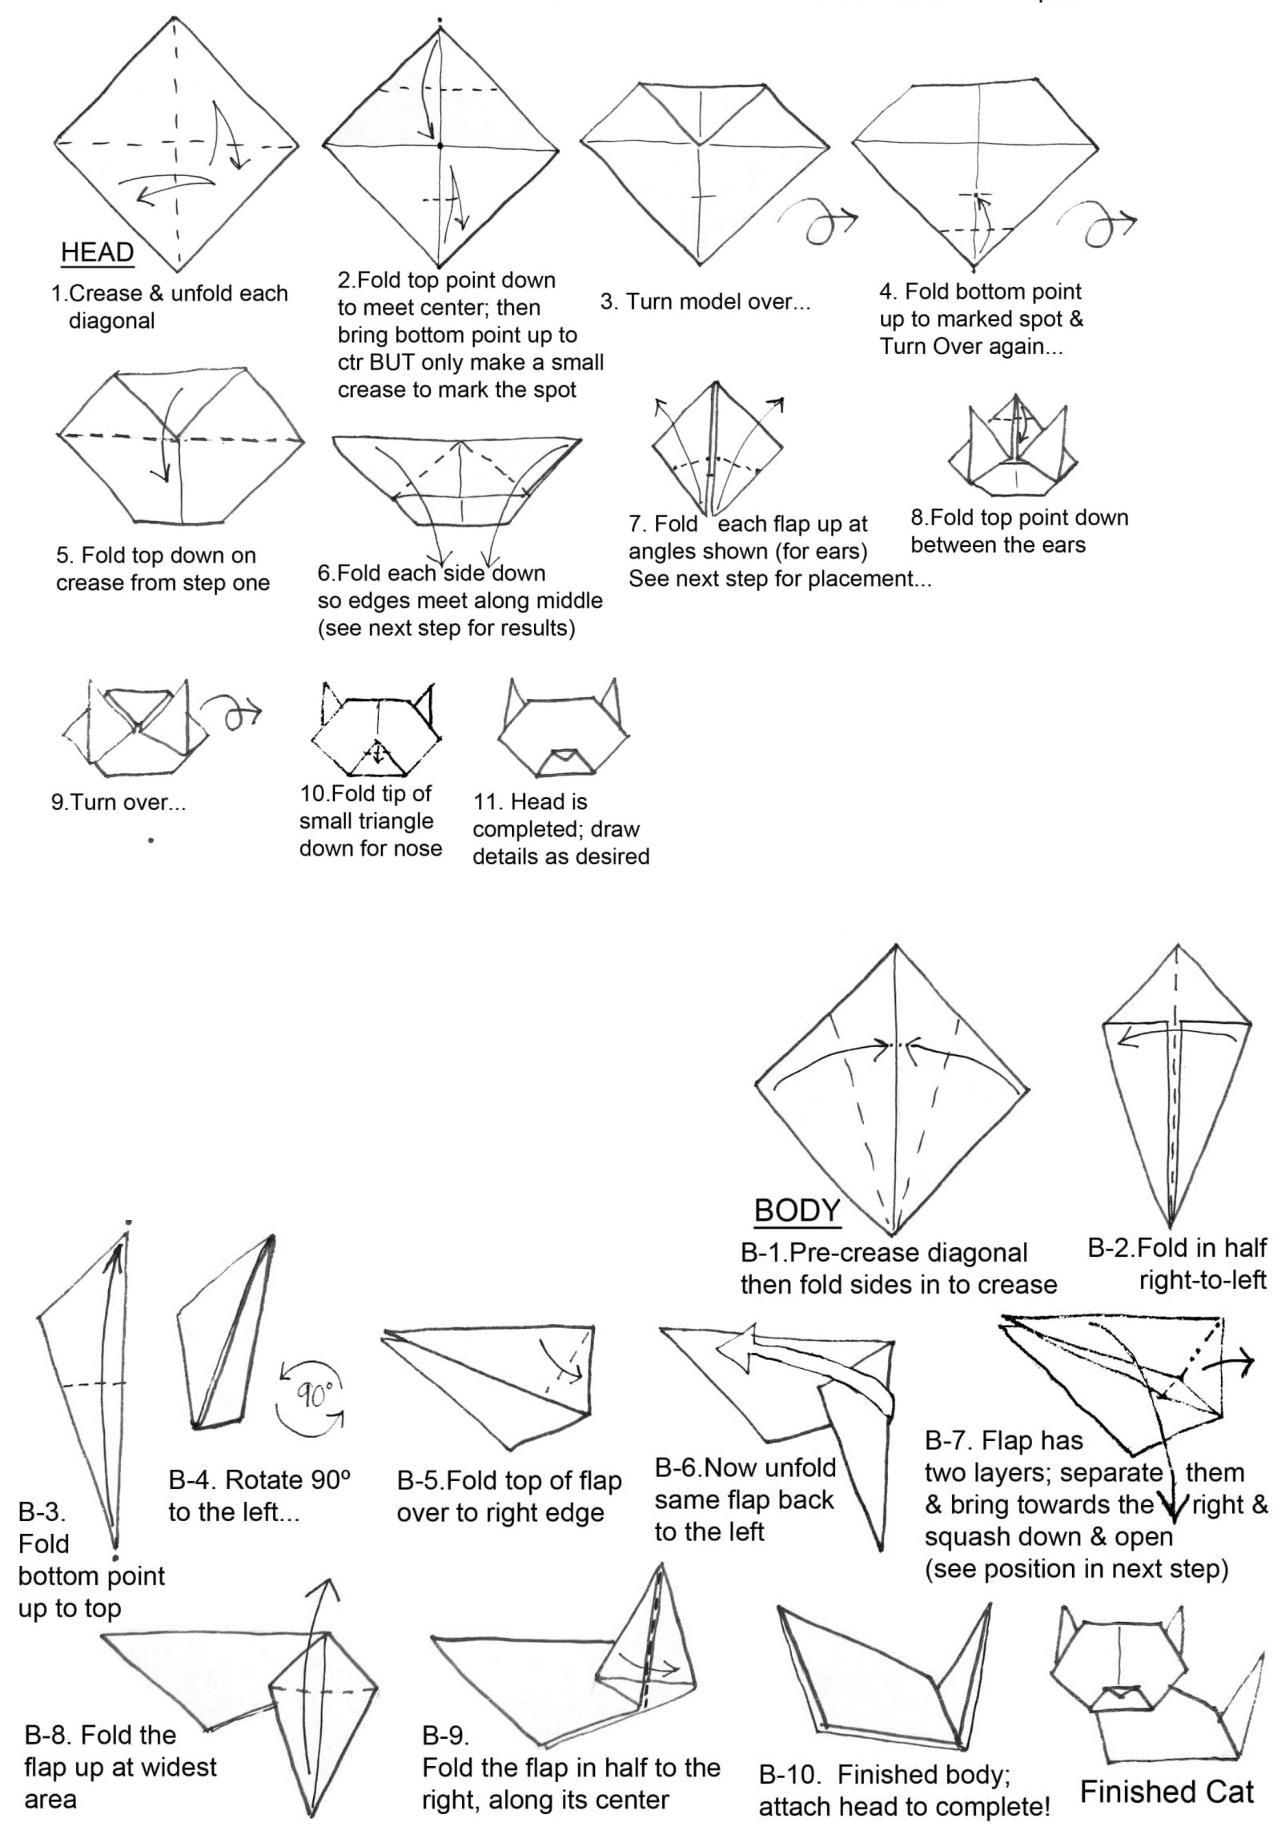 HEAD
1.Crease & unfold each
diagonal
2.Fold top point down
to meet center; then
bring bottom point up to
ctr BUT only make a small
crease to mark the spot
3. Turn model over...
4. Fold bottom point
up to marked spot &
Turn Over again...
5. Fold top down on
crease from step one
6.Fold each side down
so edges meet along middle
(see next step for results)
7. Fold each flap up at
angles shown (for ears)
See next step for placement...
8.Fold top point down
between the ears
9.Turn over...
10.Fold tip of
small triangle
down for nose
11. Head is
completed; draw
details as desired
BODY
B-1.Pre-crease diagonal
then fold sides in to crease
B-2.Fold in half
right-to-left
B-3.
Fold
bottom point
up to top
90°
B-4. Rotate 90º
to the left...
B-5.Fold top of flap
over to right edge
B-6.Now unfold
same flap back
to the left
B-7. Flap has
two layers; separate them
& bring towards the right &
squash down & open
(see position in next step)
B-8. Fold the
flap up at widest
area
B-9.
Fold the flap in half to the
right, along its center
B-10. Finished body;
attach head to complete!
Finished Cat